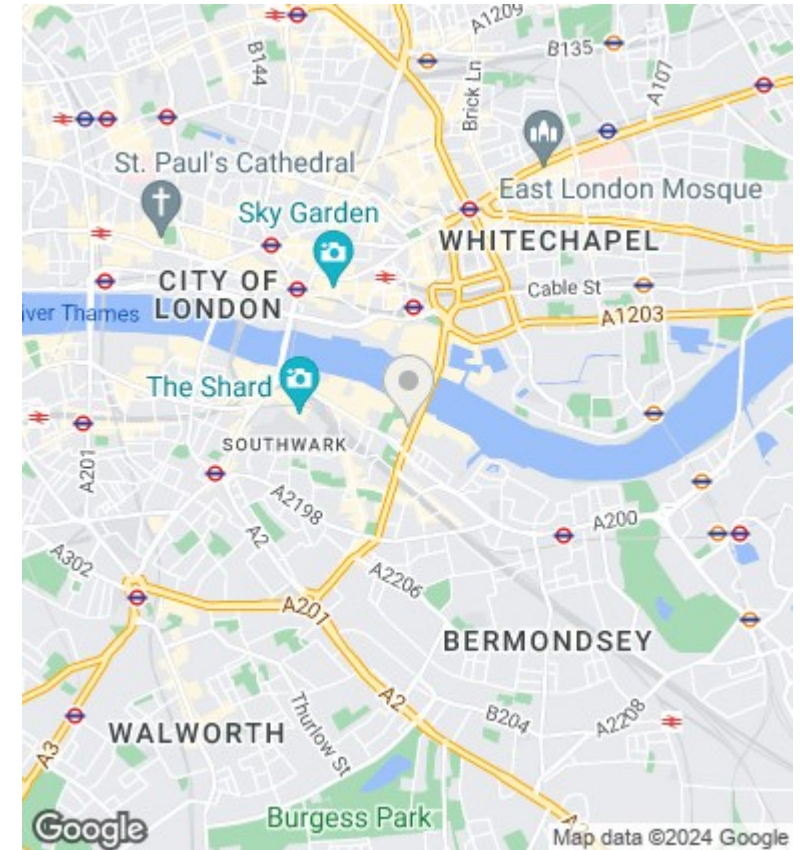 A1209
B135
B144
Brick Ln
A107
St. Paul's Cathedral
East London Mosque
Sky Garden
WHITECHAPEL
CITY OF
LONDON
Cable St
iver Thames
A1203
The Shard
SOUTHWARK
A201
A2198
A200
A2
A302
A2206
A201
BERMONDSEY
A2
B204
A2208
Thurlow St
WALWORTH
A3
Burgess Park
Google
Map data ©2024 Google